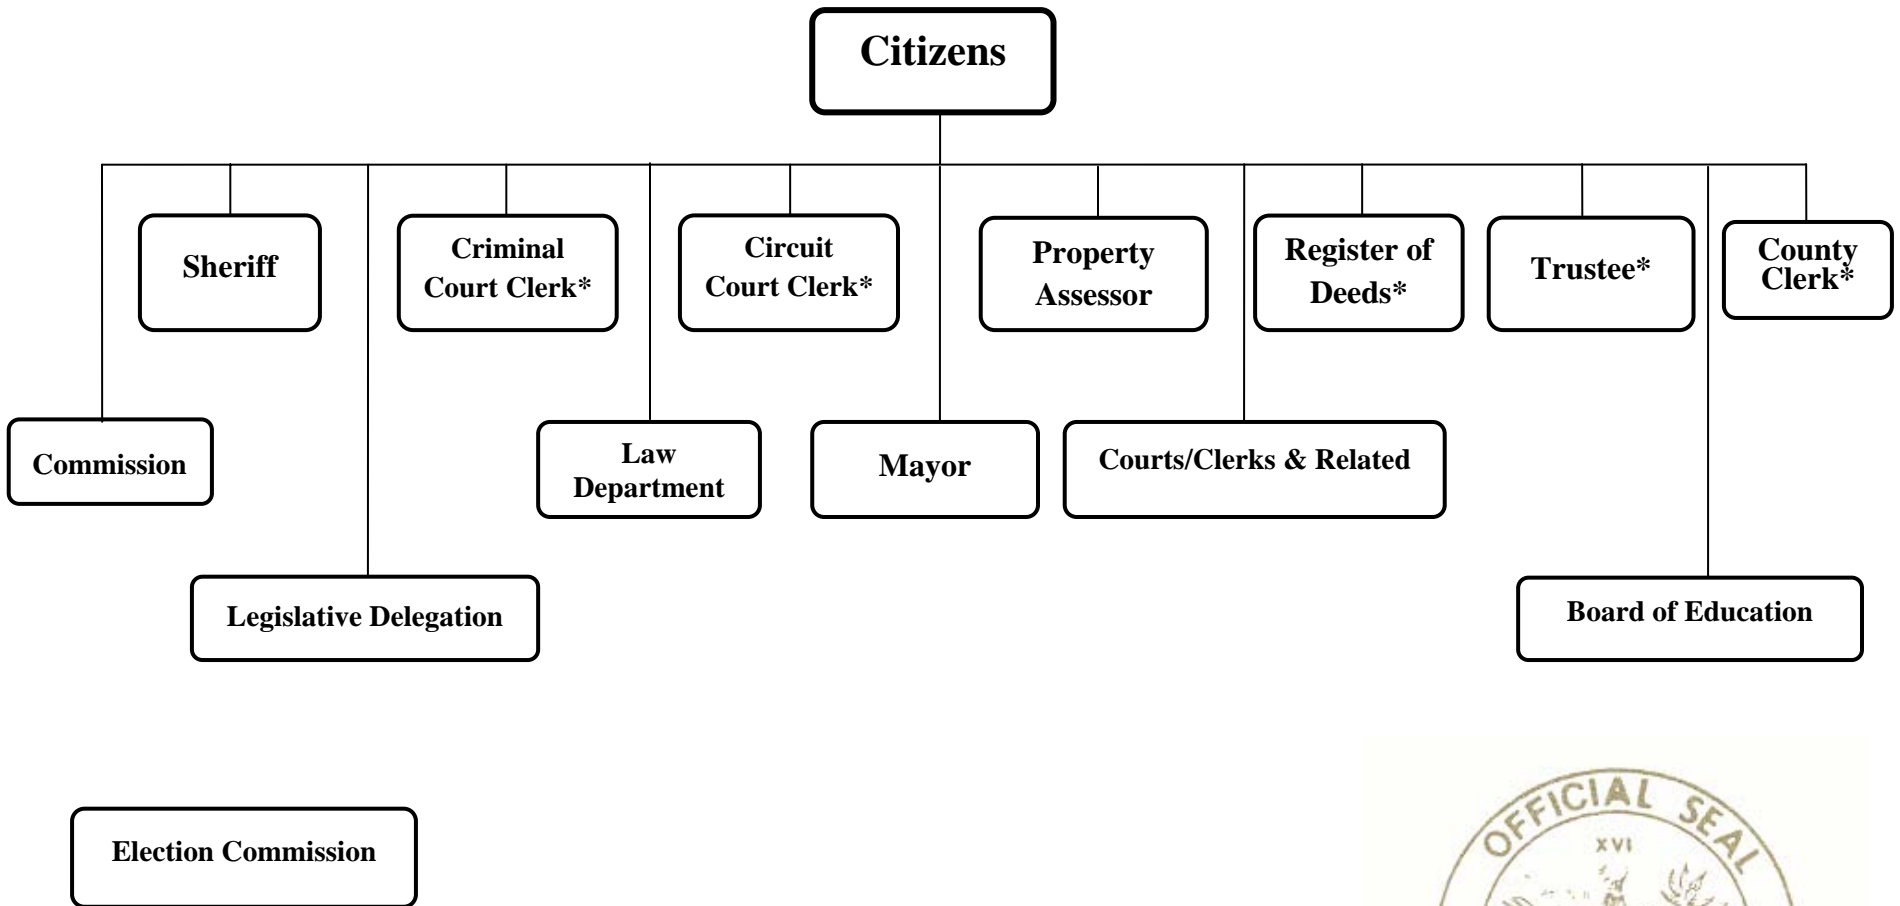 Citizens
Sheriff
Criminal
Court Clerk*
Circuit
Court Clerk*
Property
Assessor
Register of
Deeds*
Trustee*
County
Clerk*
Commission
Law
Department
Mayor
Courts/Clerks & Related
Legislative Delegation
Board of Education
Election Commission
OFFICIAL SEAL
XVI